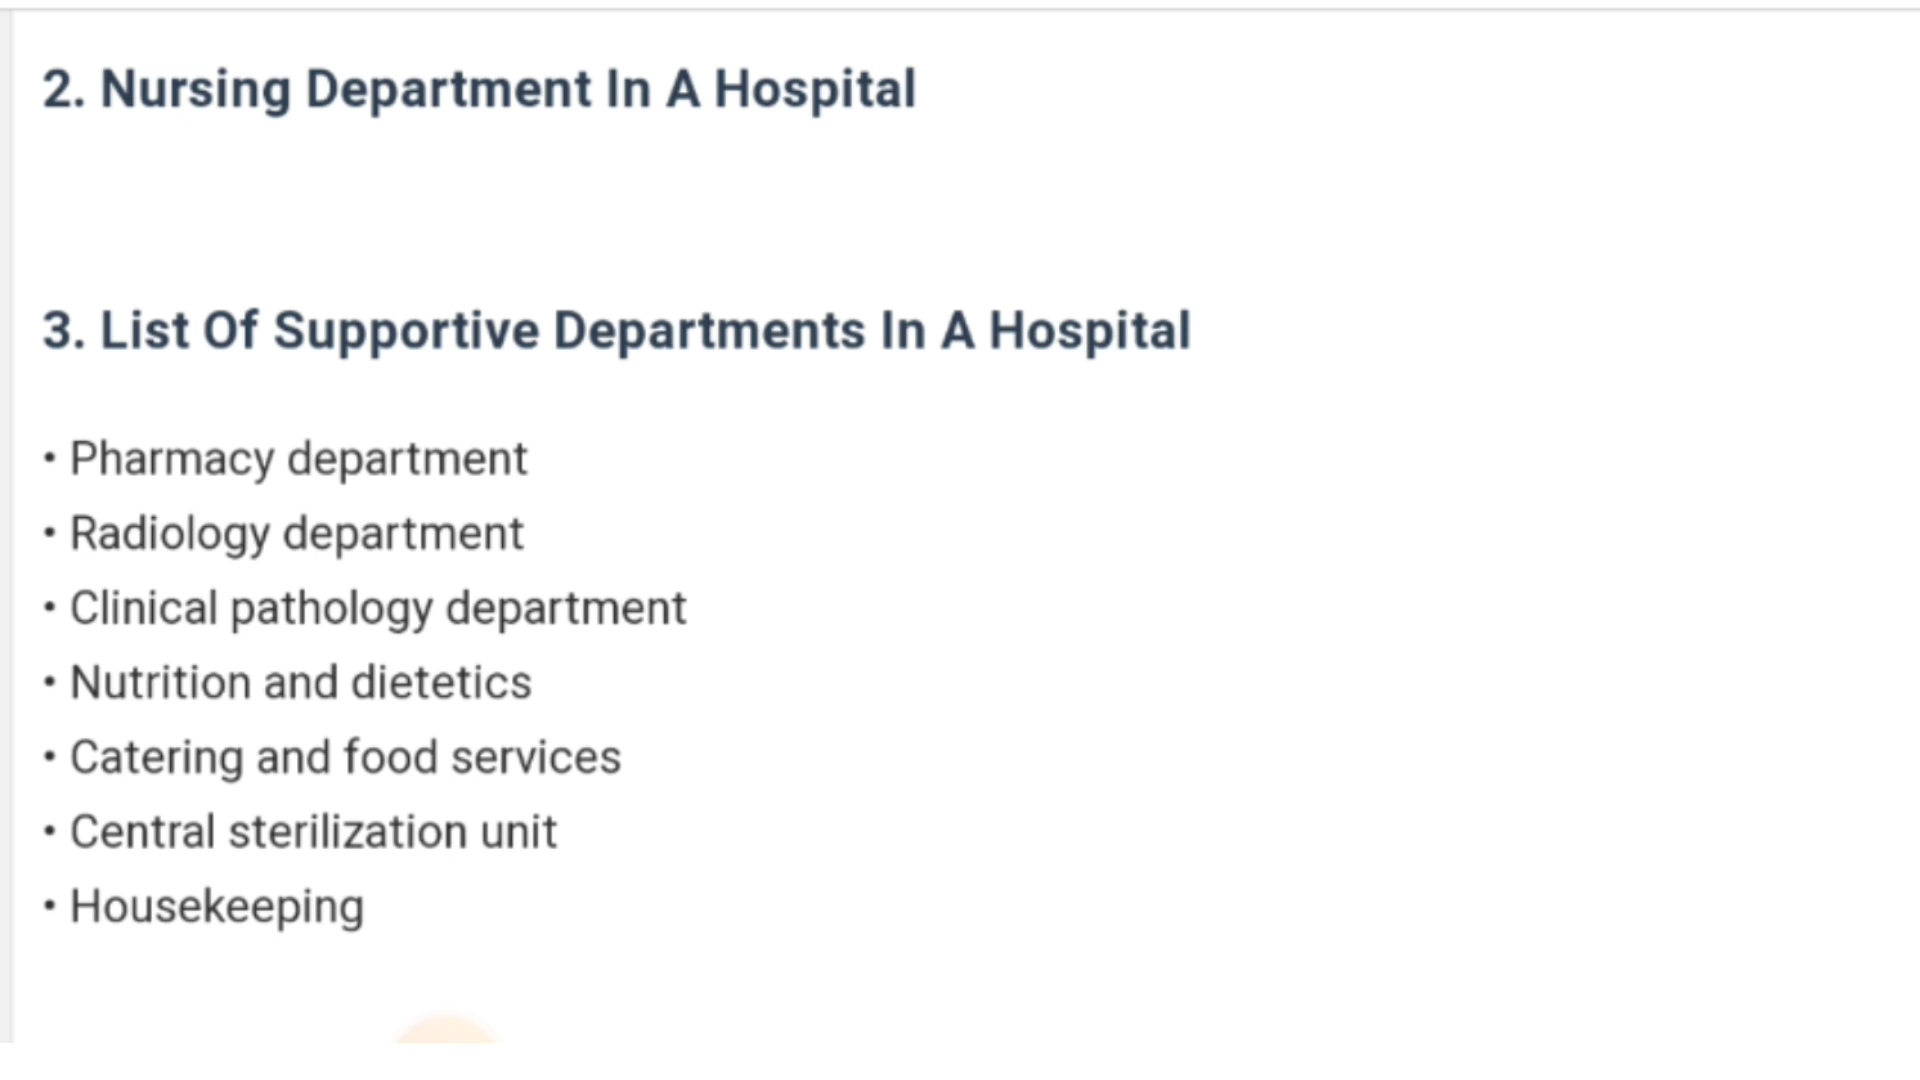 2. Nursing Department In A Hospital
3. List Of Supportive Departments In A Hospital
• Pharmacy department
• Radiology department
• Clinical pathology department
• Nutrition and dietetics
• Catering and food services
• Central sterilization unit
• Housekeeping